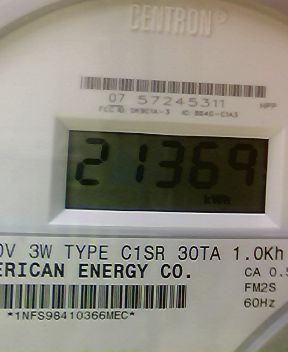 CENTRON®
07 57245311 HPP
21369
kWh
0V 3W TYPE C1SR 30TA 1.0Kh
ERICAN ENERGY CO.
CA 0.5
FM2S
60Hz
*1NFS98410366MEC*